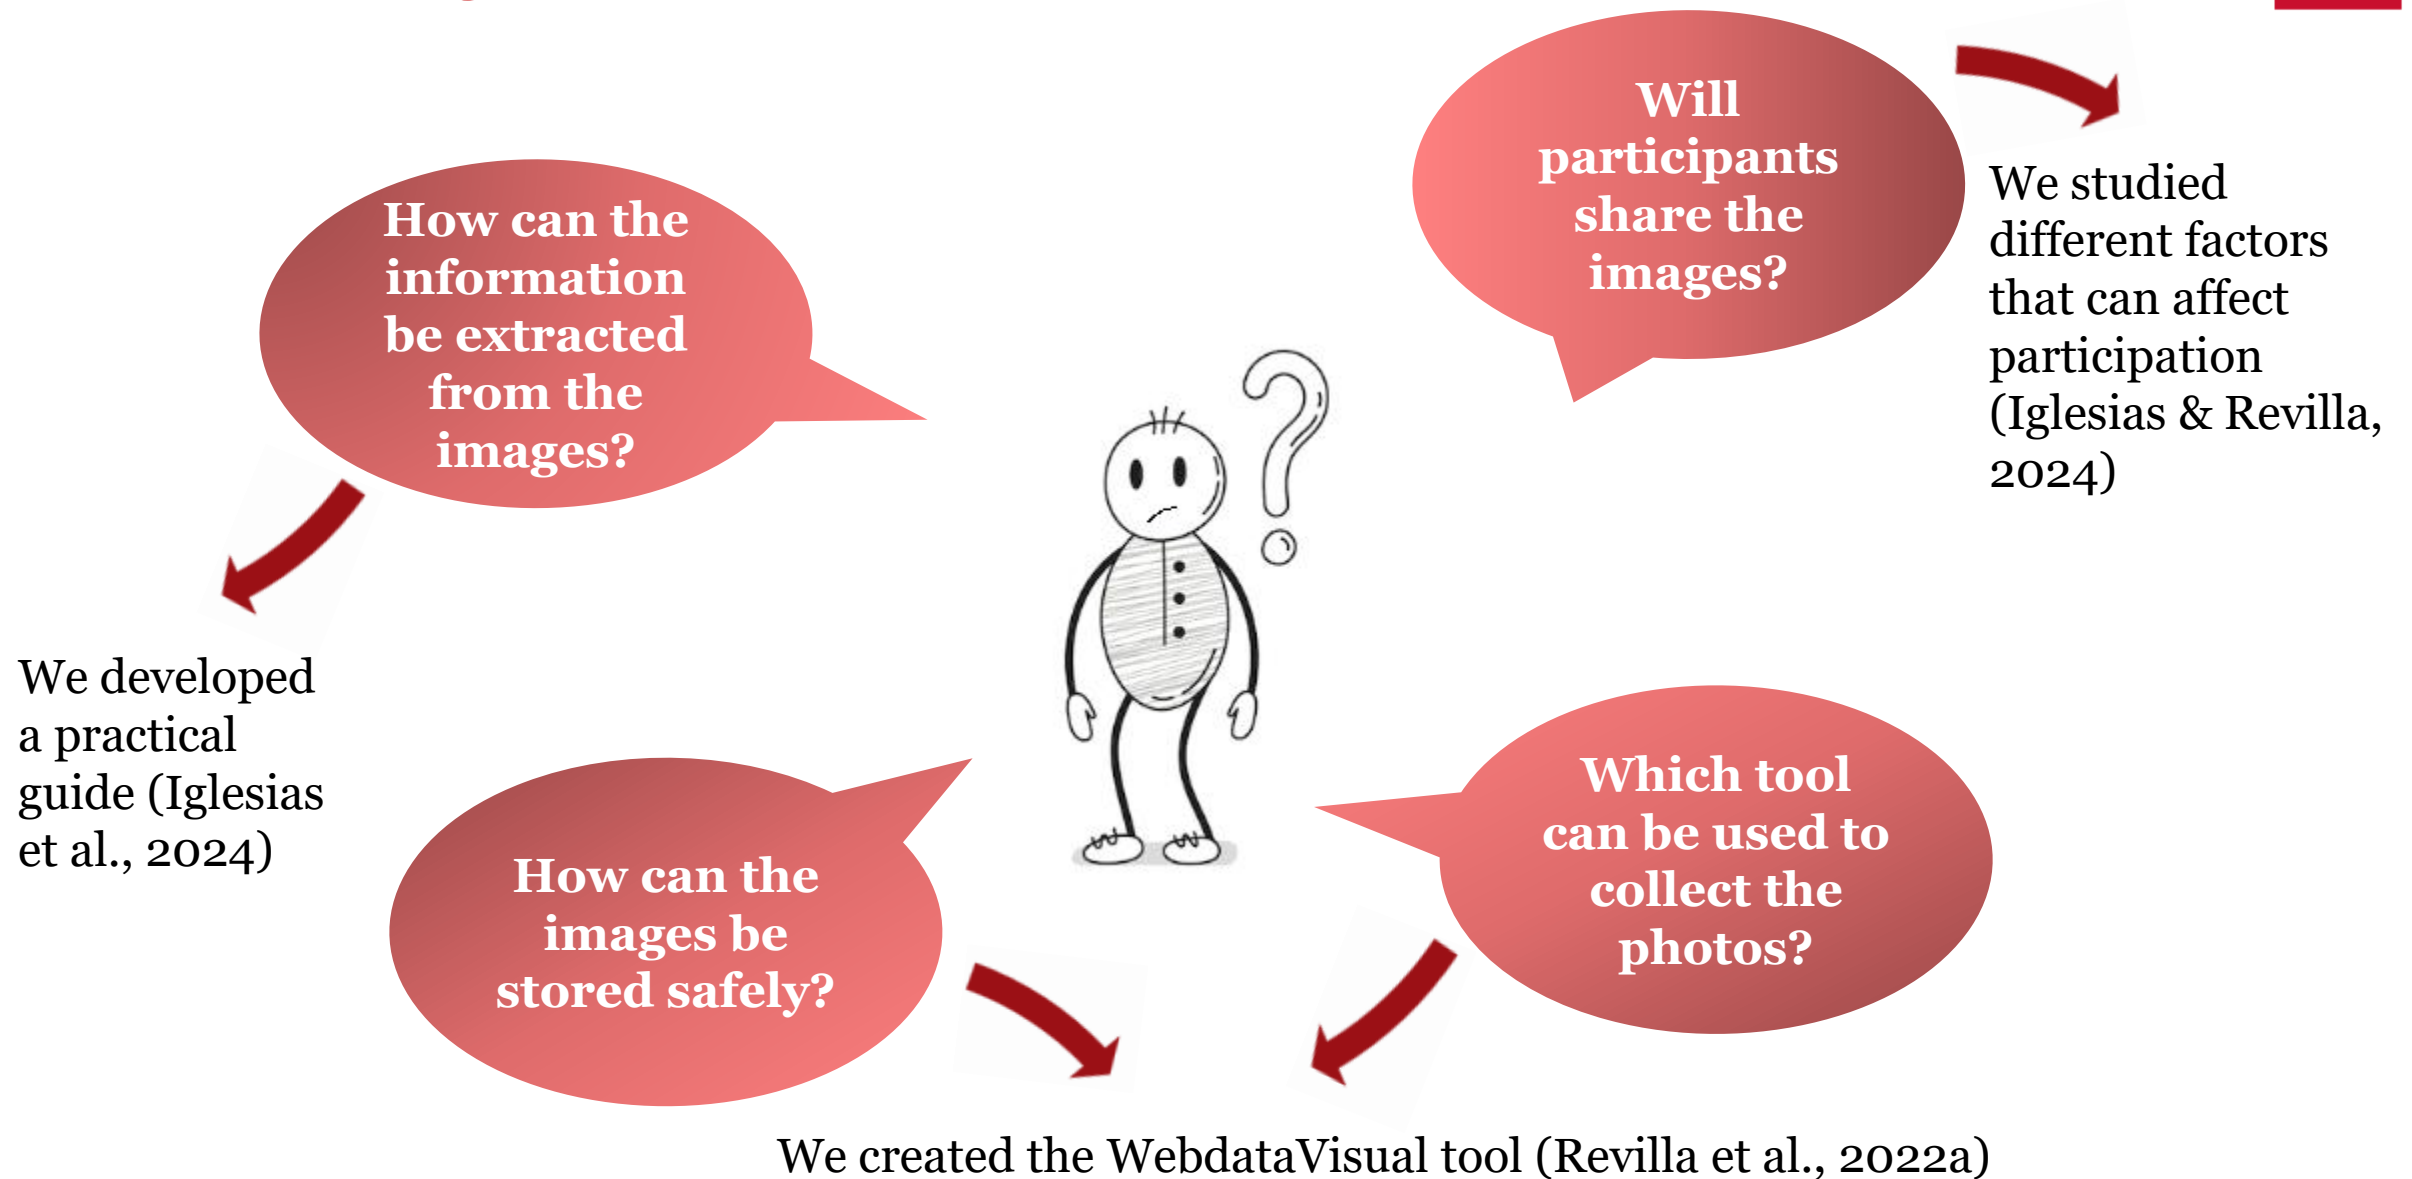 How can the
information
be extracted
from the
images?
We developed
a practical
guide (Iglesias
et al., 2024)
Will
participants
share the
images?
We studied
different factors
that can affect
participation
(Iglesias & Revilla,
2024)
How can the
images be
stored safely?
Which tool
can be used to
collect the
photos?
We created the WebdataVisual tool (Revilla et al., 2022a)